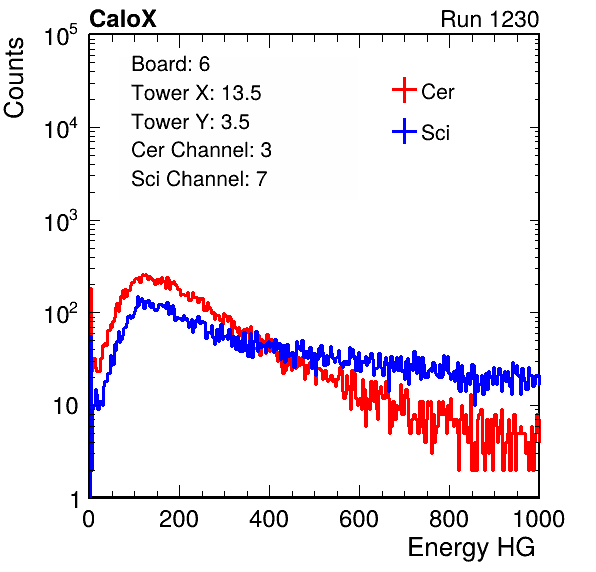 CaloX Run 1230
Counts
Board: 6
Tower X: 13.5
Tower Y: 3.5
Cer Channel: 3
Sci Channel: 7
Cer
Sci
10^5
10^4
10^3
10^2
10
1
0 200 400 600 800 1000
Energy HG